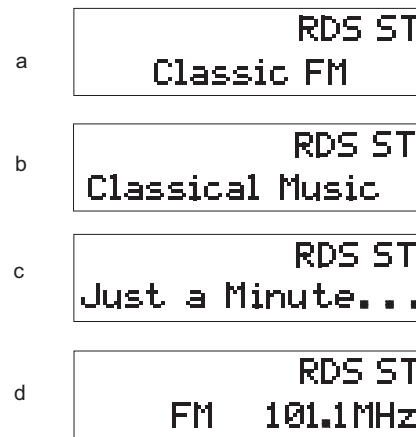 a
RDS ST
Classic FM
b
RDS ST
Classical Music
c
RDS ST
Just a Minute...
d
RDS ST
FM 101.1MHz